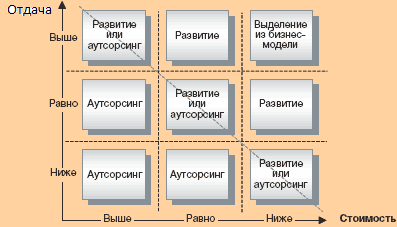 Отдача
Выше
Развитие
или
аутсорсинг
Развитие
Выделение
из бизнес-
модели
Равно
Аутсорсинг
Развитие
или
аутсорсинг
Развитие
Ниже
Аутсорсинг
Аутсорсинг
Развитие
или
аутсорсинг
Выше
Равно
Ниже
Стоимость